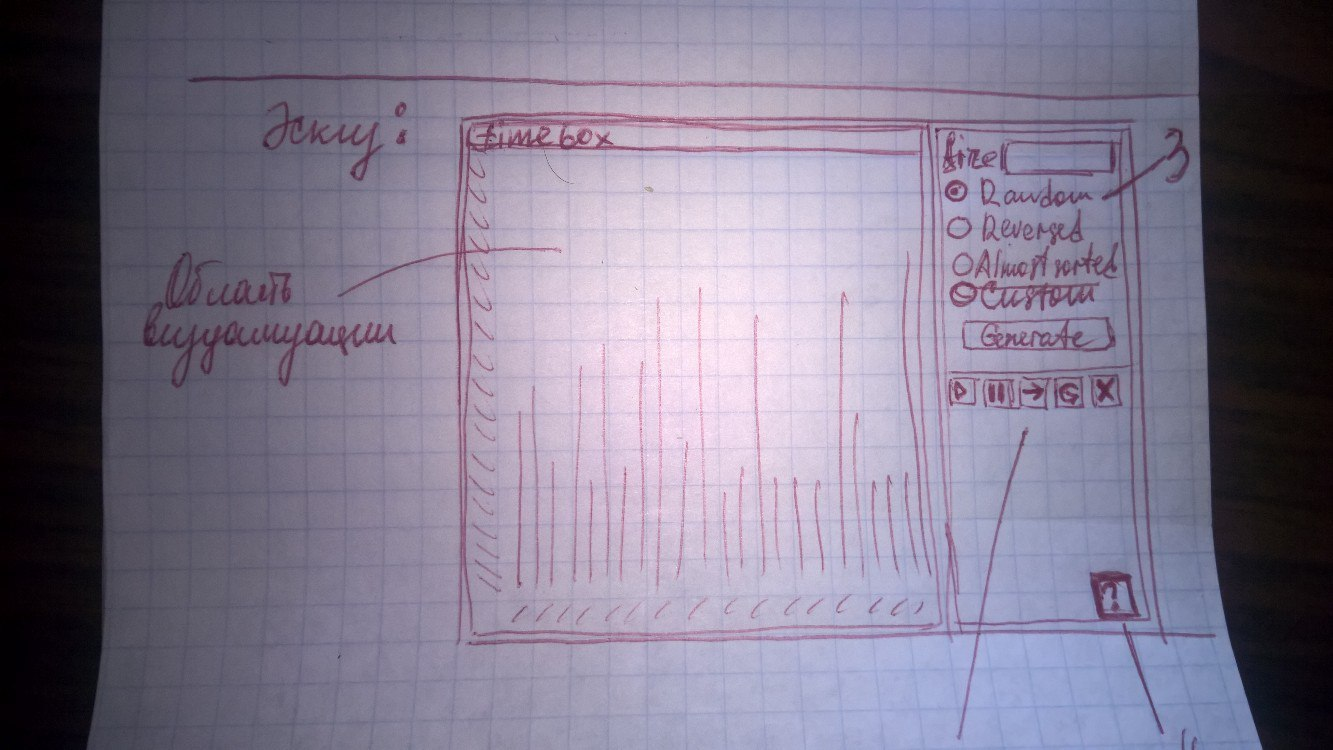 Эскиз:
timebox
Size
Random
3
Reversed
Almost sorted
Custom
Generate
Область
визуализации
?